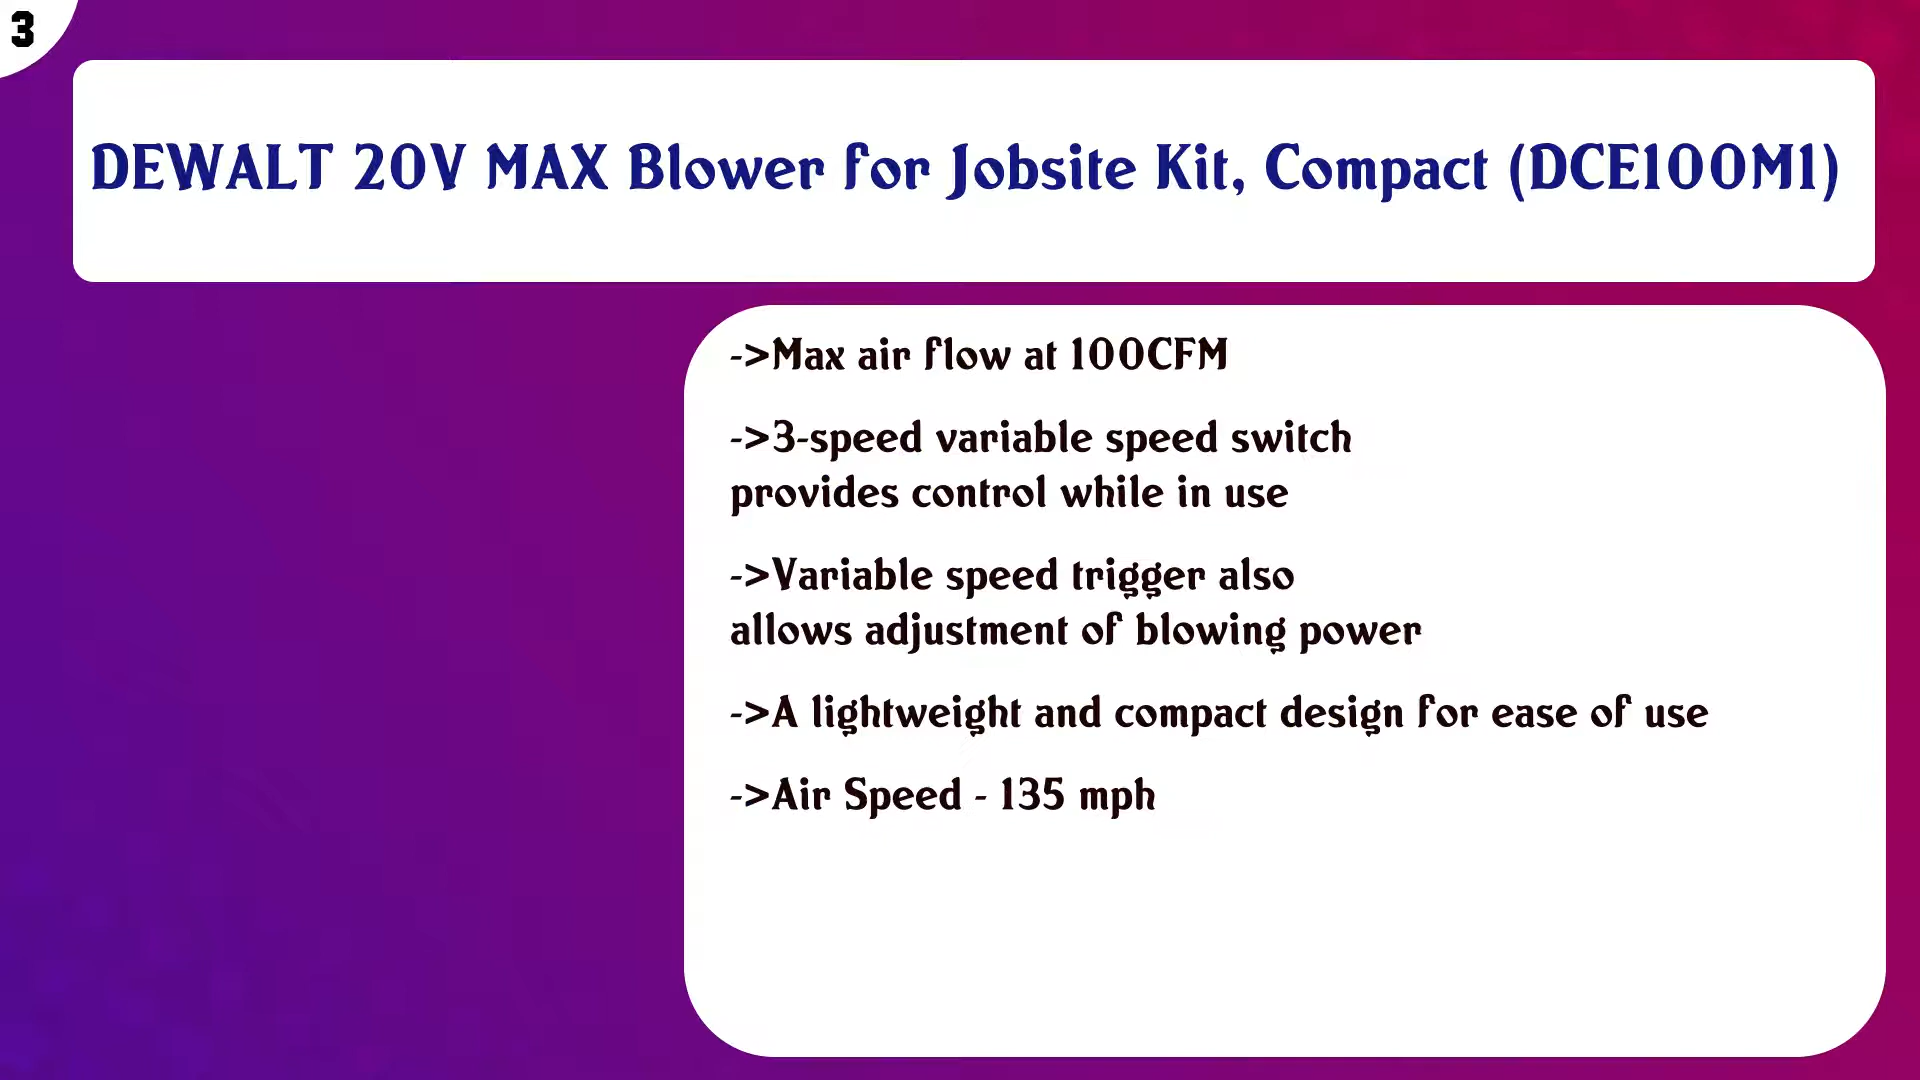 3
DEWALT 20V MAX Blower for Jobsite Kit, Compact (DCE100M1)
->Max air flow at 100CFM
->3-speed variable speed switch
provides control while in use
->Variable speed trigger also
allows adjustment of blowing power
->A lightweight and compact design for ease of use
->Air Speed - 135 mph